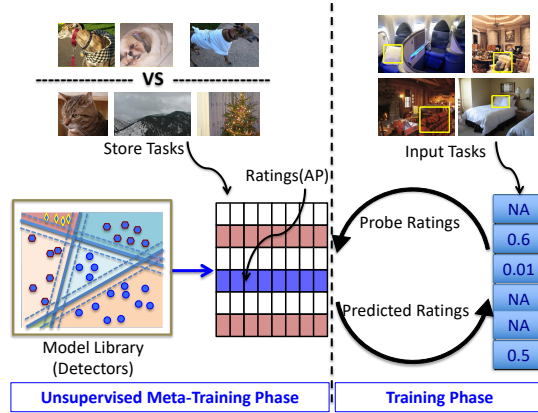 VS
Store Tasks
Input Tasks
Ratings(AP)
Probe Ratings
Predicted Ratings
NA
0.6
0.01
NA
NA
0.5
Model Library
(Detectors)
Unsupervised Meta-Training Phase
Training Phase